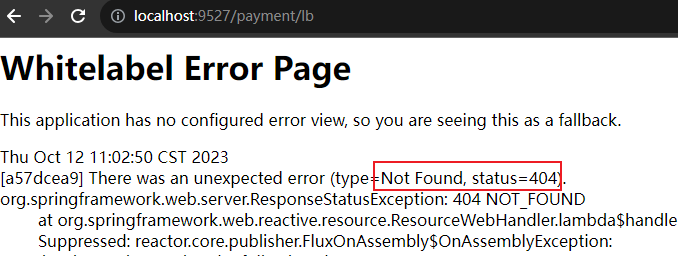 localhost:9527/payment/lb
Whitelabel Error Page
This application has no configured error view, so you are seeing this as a fallback.
Thu Oct 12 11:02:50 CST 2023
[a57dcea9] There was an unexpected error (type=Not Found, status=404).
org.springframework.web.server.ResponseStatusException: 404 NOT_FOUND
at org.springframework.web.reactive.resource.ResourceWebHandler.lambda$handle
Suppressed: reactor.core.publisher.FluxOnAssembly$OnAssemblyException: